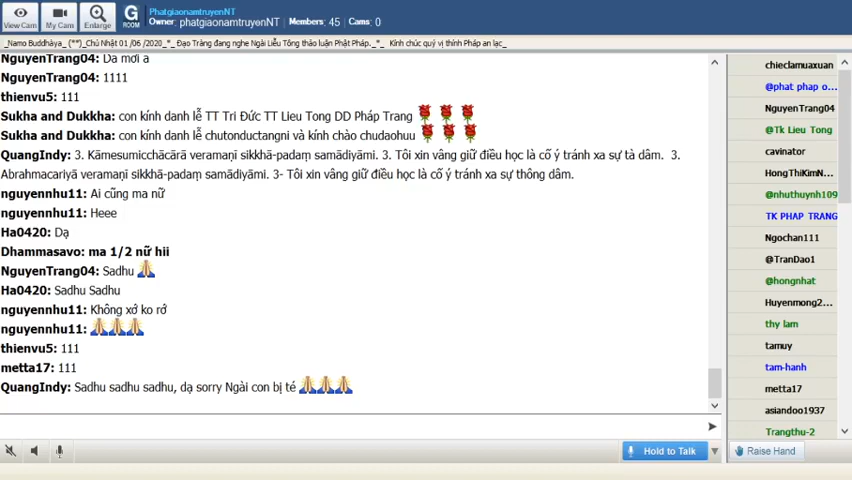 View Cam
My Cam
Enlarge
G
ROOM
PhatgiaonamtruyenNT
Owner: phatgiaonamtruyenNT
Members: 45
Cams: 0
_Namo Buddhàya_ (**)_Chủ Nhật 01 /06 /2020_*_ Đạo Tràng đang nghe Ngài Liễu Tông thảo luận Phật Pháp._*_ Kính chúc quý vị thính Pháp an lạc_
NguyenTrang04: Dạ mời ạ
NguyenTrang04: 1111
thienvu5: 111
Sukha and Dukkha: con kính danh lễ TT Tri Đức TT Lieu Tong DD Pháp Trang
Sukha and Dukkha: con kính danh lễ chutonductangni và kính chào chudaohuu
QuangIndy: 3. Kāmesumicchācārā veramaṇī sikkhā-padaṃ samādiyāmi. 3. Tôi xin vâng giữ điều học là cố ý tránh xa sự tà dâm. 3.
Abrahmacariyā veramaṇī sikkhā-padaṃ samādiyāmi. 3- Tôi xin vâng giữ điều học là cố ý tránh xa sự thông dâm.
nguyennhu11: Ai cũng ma nữ
nguyennhu11: Heee
Ha0420: Dạ
Dhammasavo: ma 1/2 nữ hii
NguyenTrang04: Sadhu
Ha0420: Sadhu Sadhu
nguyennhu11: Không xớ ko rớ
nguyennhu11:
thienvu5: 111
metta17: 111
QuangIndy: Sadhu sadhu sadhu, dạ sorry Ngài con bị té
Hold to Talk
chieclamuaxuan
@phat phap o...
NguyenTrang04
@Tk Lieu Tong
cavinator
HongThiKimN...
@nhuthuynh109
TK PHAP TRANG
Ngochan111
@TranDao1
@hongnhat
Huyenmong2...
thy lam
tamuy
tam-hanh
metta17
asiandoo1937
Trangthu-2
Raise Hand